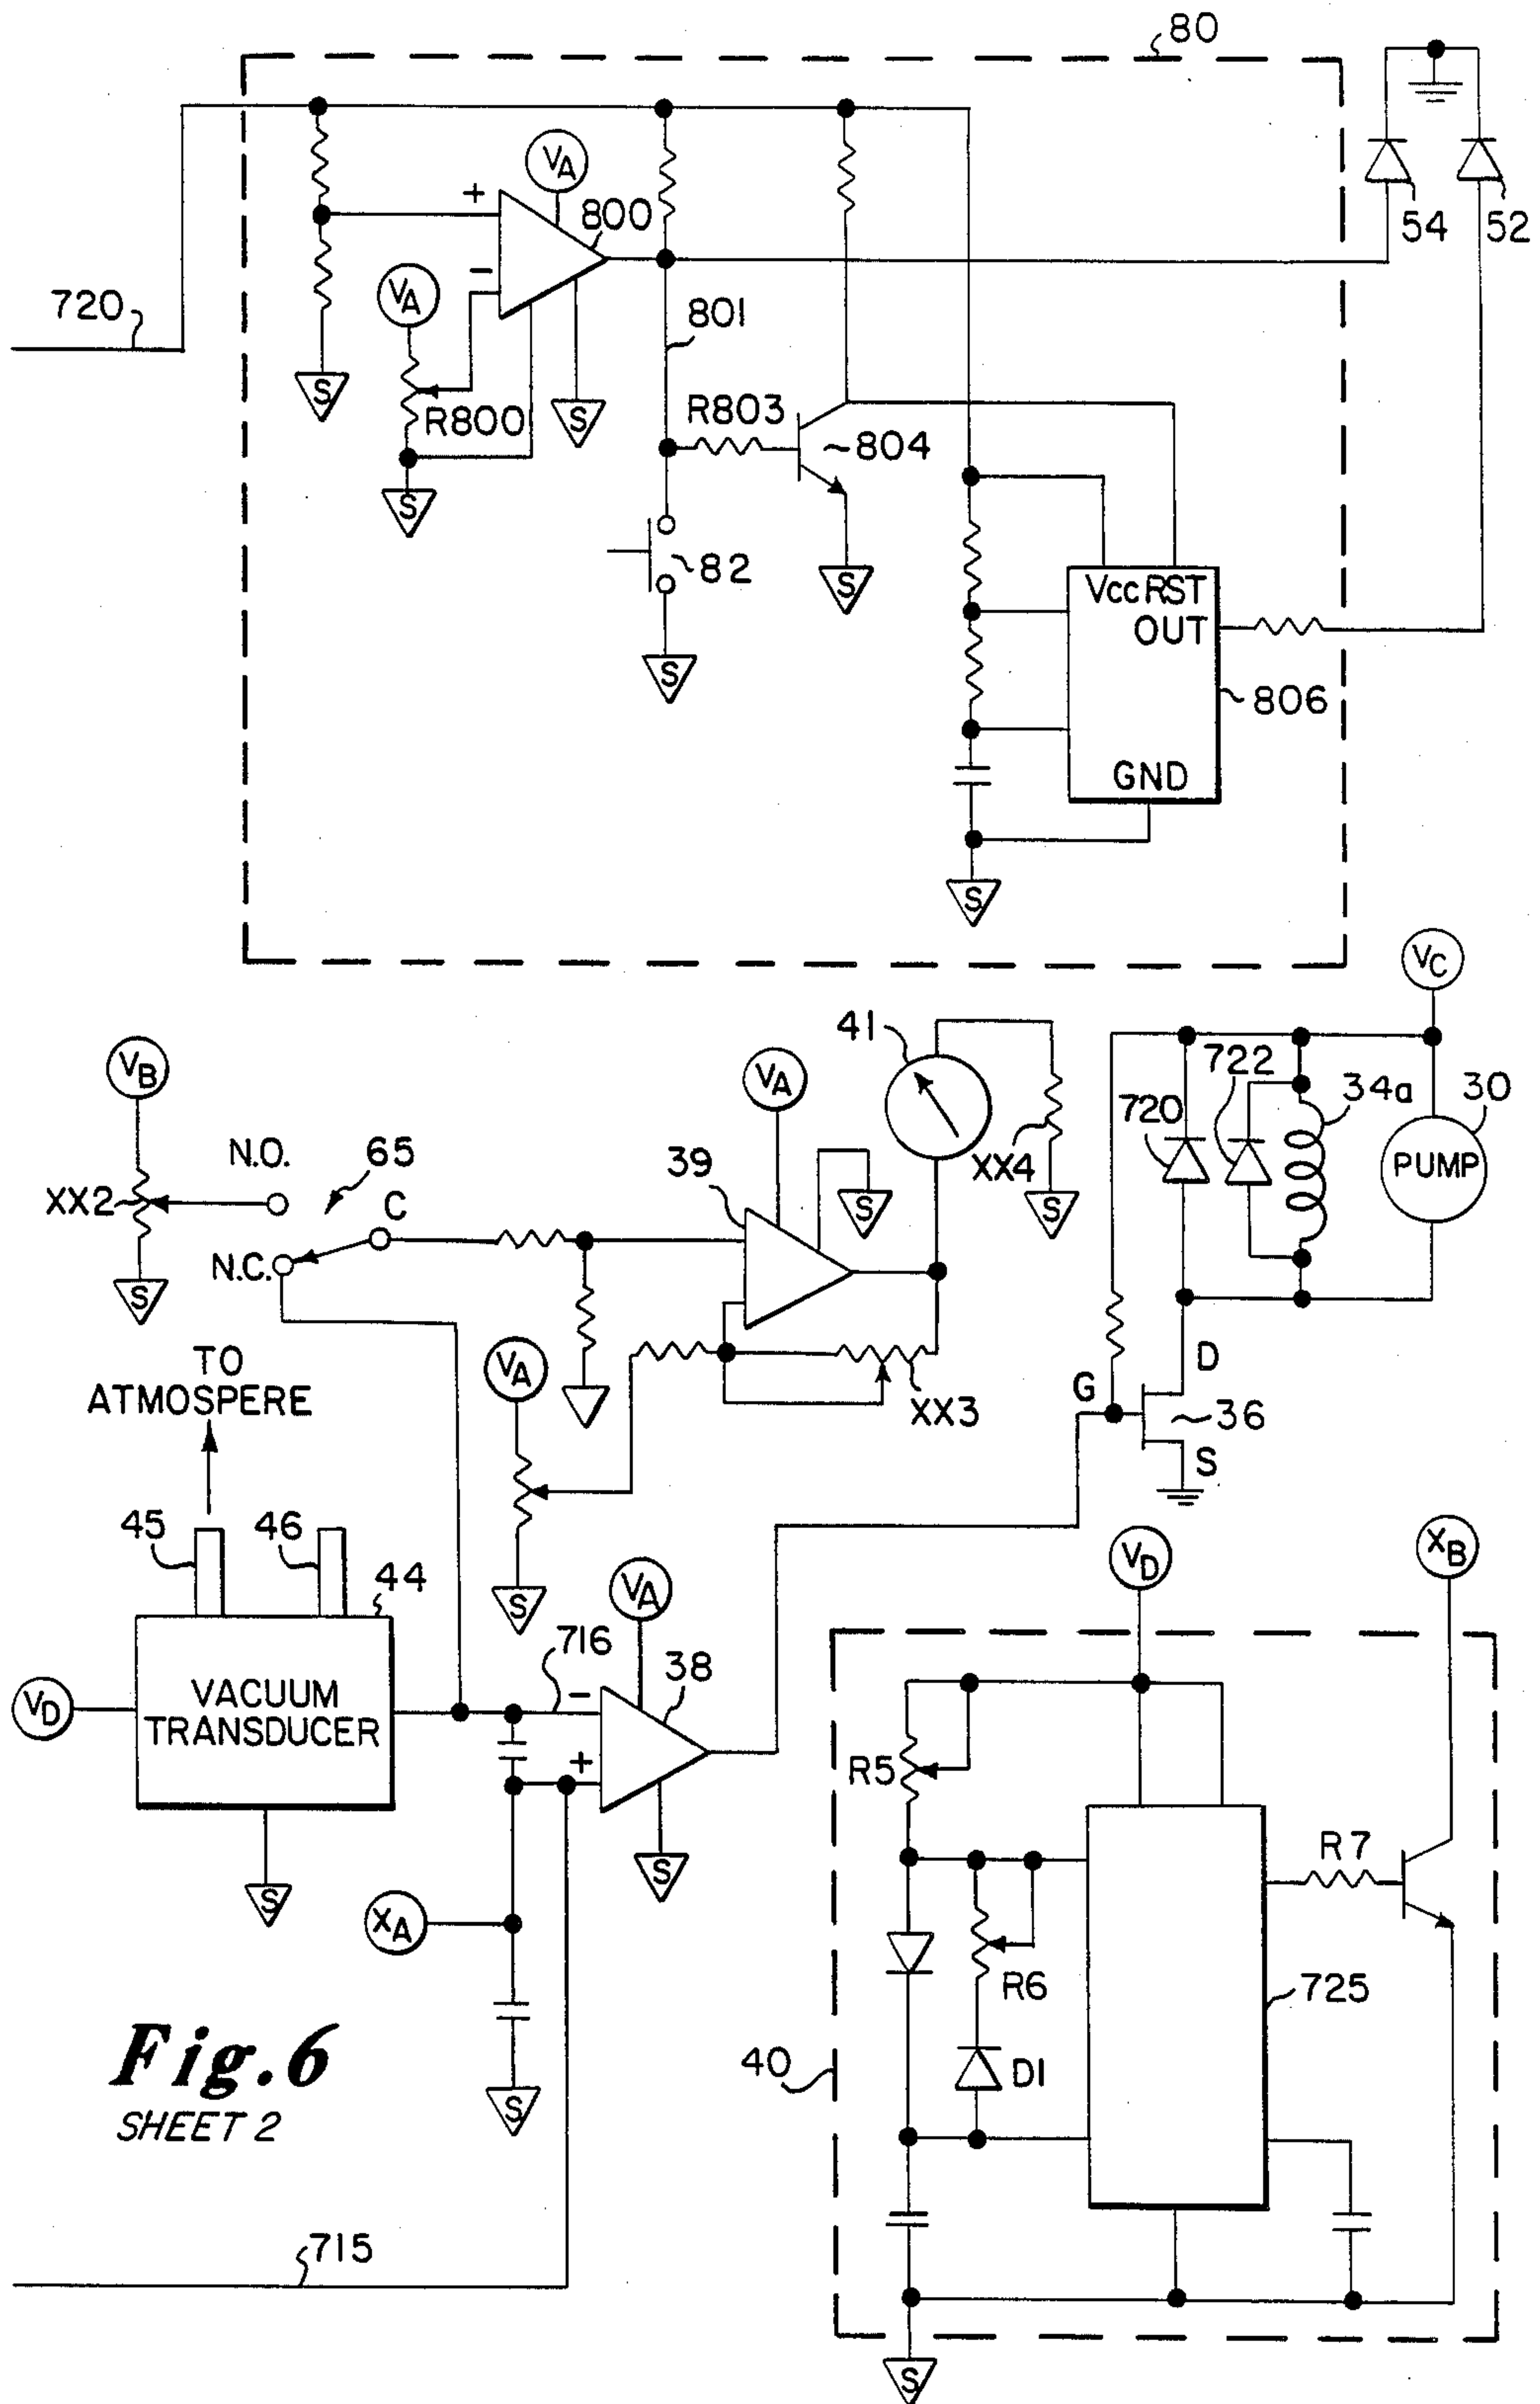 80
VA
+
800
54
52
-
VA
720
801
S
R800
S
R803
804
S
82
S
S
Vcc RST
OUT
806
GND
S
S
VC
41
VB
VA
722
34a
30
720
PUMP
N.O.
65
39
XX4
XX2
C
S
S
N.C.
S
VA
D
TO
ATMOSPERE
G
XX3
36
S
45
46
44
S
VD
XB
VA
716
38
VD
VACUUM
TRANSDUCER
-
+
R5
S
S
R7
XA
R6
725
Fig.6
SHEET 2
40
D1
S
715
S